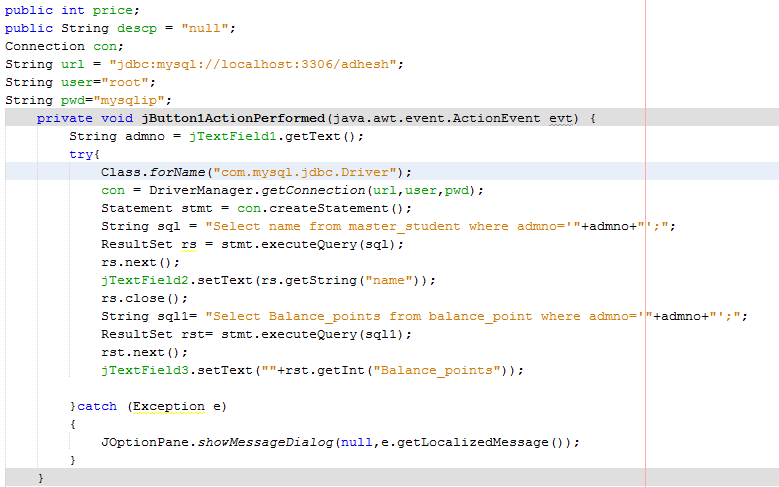 public int price;
public String descp = "null";
Connection con;
String url = "jdbc:mysql://localhost:3306/adhesh";
String user="root";
String pwd="mysqlip";
    private void jButton1ActionPerformed(java.awt.event.ActionEvent evt) {
        String admno = jTextField1.getText();
        try{
            Class.forName("com.mysql.jdbc.Driver");
            con = DriverManager.getConnection(url,user,pwd);
            Statement stmt = con.createStatement();
            String sql = "Select name from master_student where admno='"+admno+"';";
            ResultSet rs = stmt.executeQuery(sql);
            rs.next();
            jTextField2.setText(rs.getString("name"));
            rs.close();
            String sql1= "Select Balance_points from balance_point where admno='"+admno+"';";
            ResultSet rst= stmt.executeQuery(sql1);
            rst.next();
            jTextField3.setText(""+rst.getInt("Balance_points"));
        }catch (Exception e)
        {
            JOptionPane.showMessageDialog(null,e.getLocalizedMessage());
        }
    }